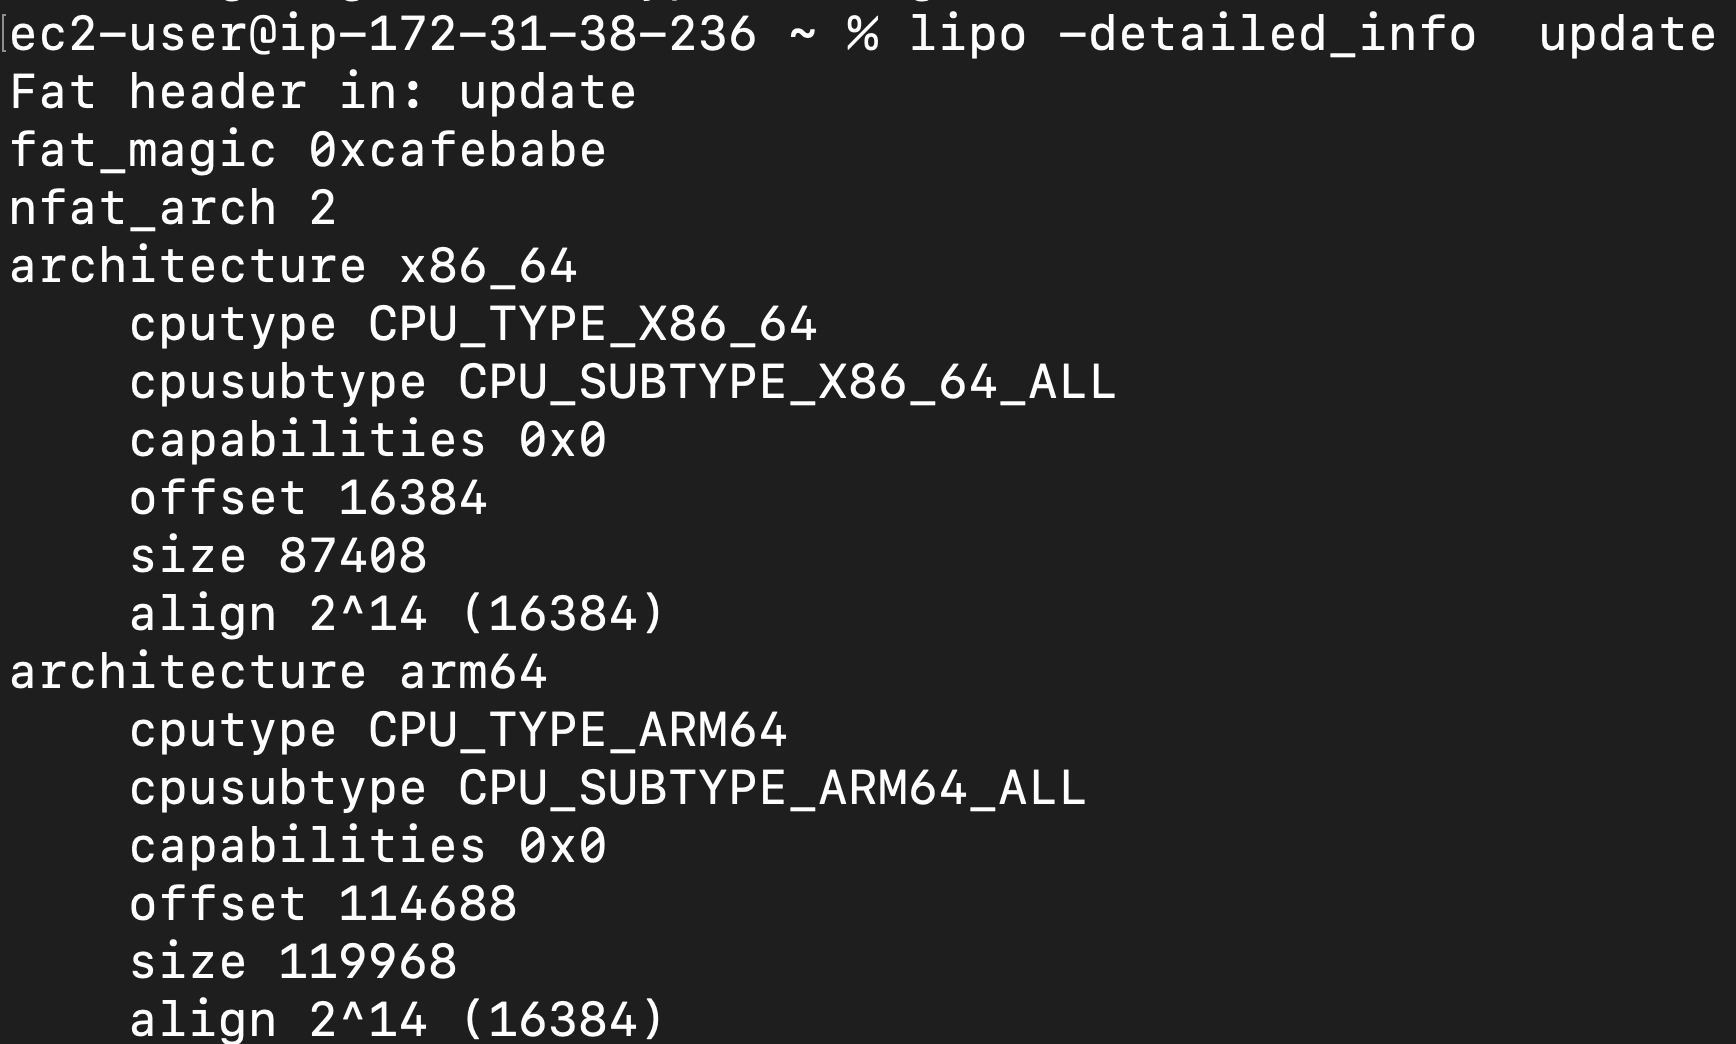 ec2-user@ip-172-31-38-236 ~ % lipo -detailed_info  update
Fat header in: update
fat_magic 0xcafebabe
nfat_arch 2
architecture x86_64
    cputype CPU_TYPE_X86_64
    cpusubtype CPU_SUBTYPE_X86_64_ALL
    capabilities 0x0
    offset 16384
    size 87408
    align 2^14 (16384)
architecture arm64
    cputype CPU_TYPE_ARM64
    cpusubtype CPU_SUBTYPE_ARM64_ALL
    capabilities 0x0
    offset 114688
    size 119968
    align 2^14 (16384)